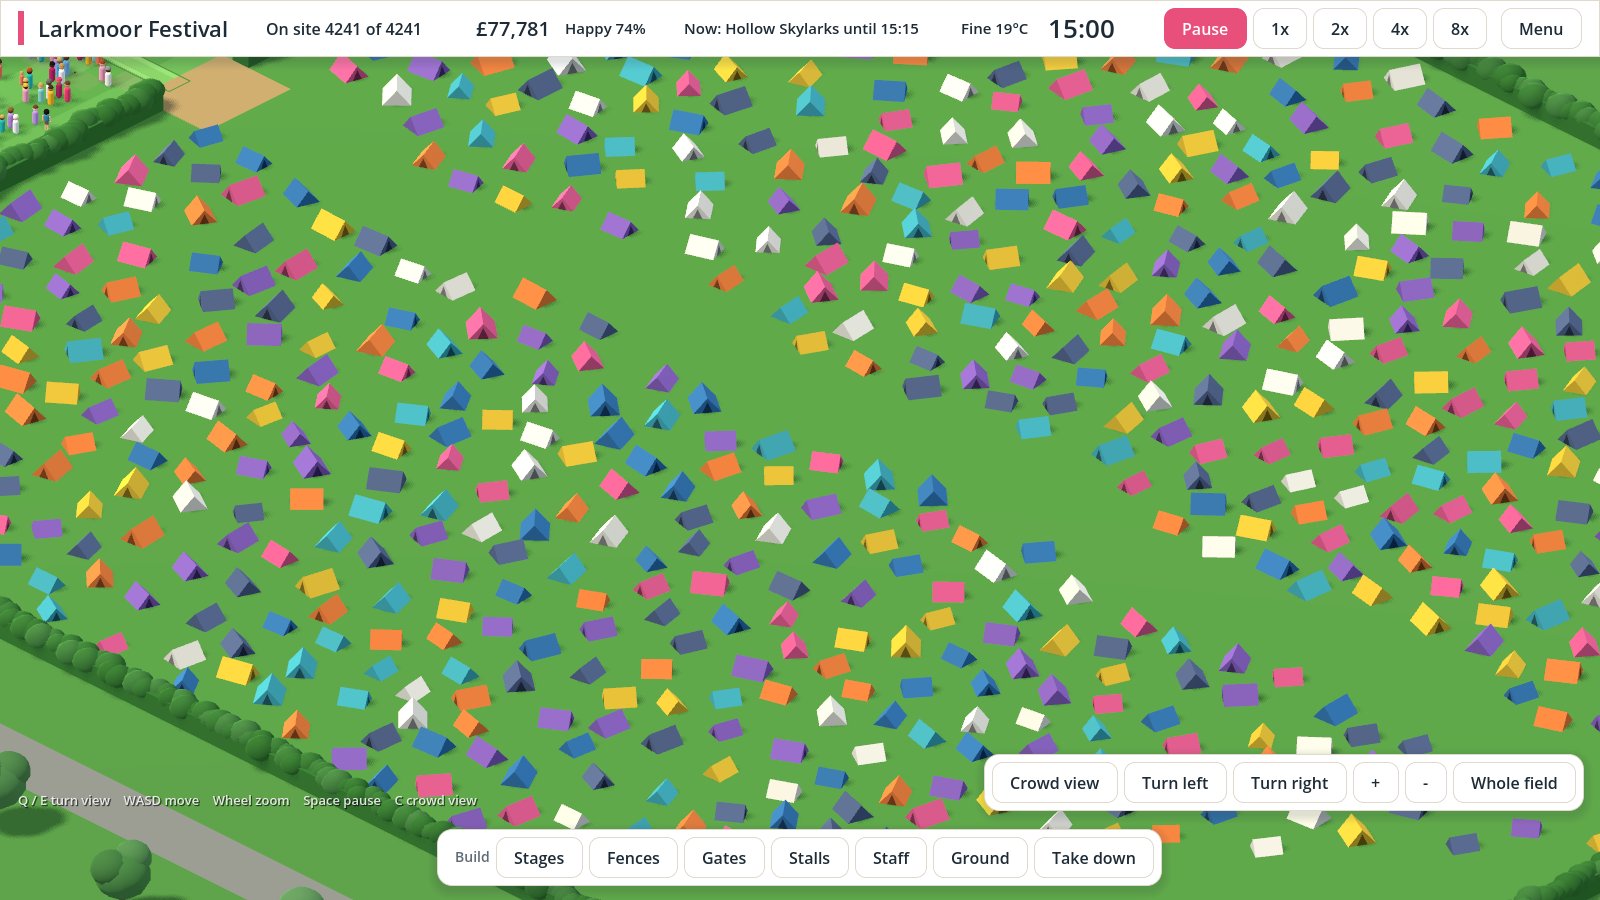 Larkmoor Festival
On site 4241 of 4241
£77,781
Happy 74%
Now: Hollow Skylarks until 15:15
Fine 19°C
15:00
Pause
1x
2x
4x
8x
Menu
Crowd view
Turn left
Turn right
+
-
Whole field
Q / E turn view WASD move Wheel zoom Space pause C crowd view
Build
Stages
Fences
Gates
Stalls
Staff
Ground
Take down